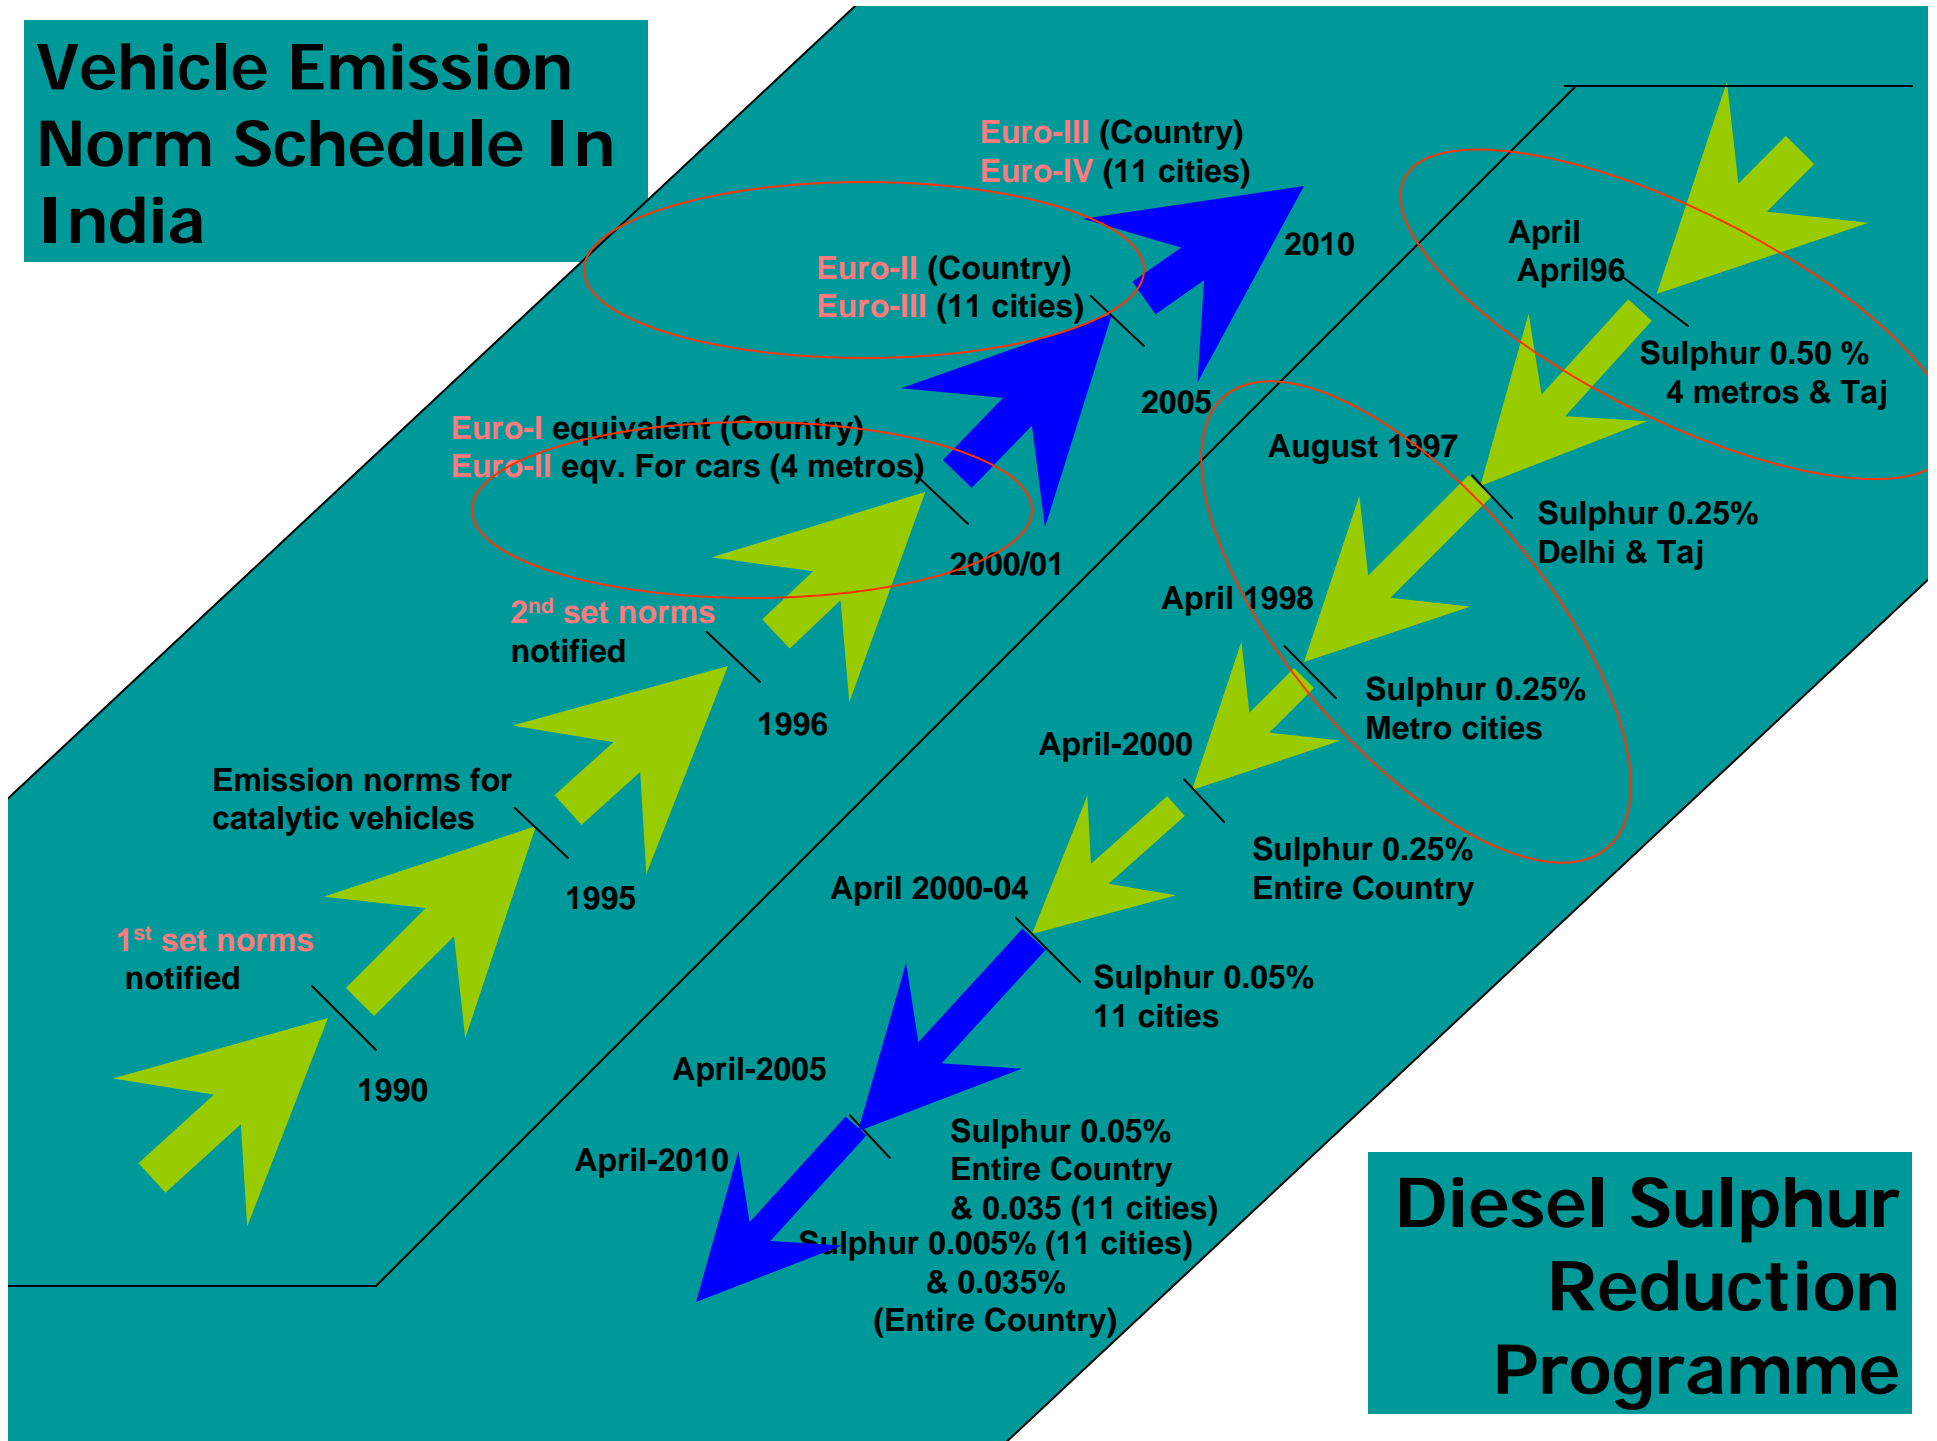 Vehicle Emission
Norm Schedule In
India
Euro-III (Country)
Euro-IV (11 cities)
2010
Euro-II (Country)
Euro-III (11 cities)
2005
Euro-I equivalent (Country)
Euro-II eqv. For cars (4 metros)
2000/01
2nd set norms
notified
1996
Emission norms for
catalytic vehicles
1995
1st set norms
notified
1990
April
April96
Sulphur 0.50 %
4 metros & Taj
August 1997
Sulphur 0.25%
Delhi & Taj
April 1998
Sulphur 0.25%
Metro cities
April-2000
Sulphur 0.25%
Entire Country
April 2000-04
Sulphur 0.05%
11 cities
April-2005
Sulphur 0.05%
Entire Country
& 0.035 (11 cities)
April-2010
Sulphur 0.005% (11 cities)
& 0.035%
(Entire Country)
Diesel Sulphur
Reduction
Programme